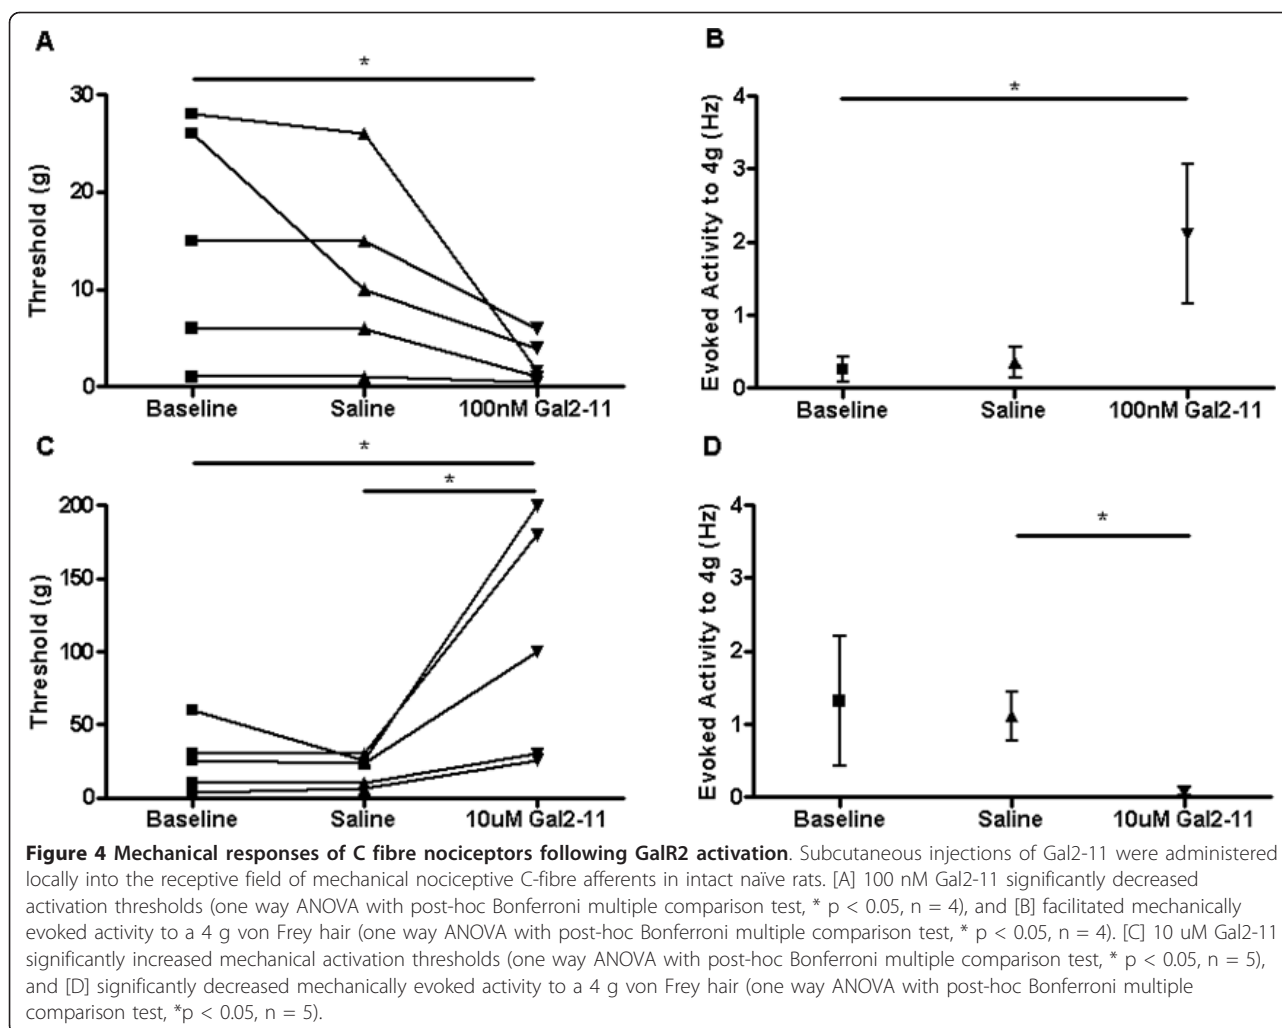 A
*
30
20
10
0
Threshold (g)
Baseline Saline 100nM Gal2-11
B
*
4
3
2
1
0
Evoked Activity to 4g (Hz)
Baseline Saline 100nM Gal2-11
C
*
*
200
150
100
50
0
Threshold (g)
Baseline Saline 10uM Gal2-11
D
*
4
3
2
1
0
Evoked Activity to 4g (Hz)
Baseline Saline 10uM Gal2-11
Figure 4 Mechanical responses of C fibre nociceptors following GalR2 activation. Subcutaneous injections of Gal2-11 were administered
locally into the receptive field of mechanical nociceptive C-fibre afferents in intact naïve rats. [A] 100 nM Gal2-11 significantly decreased
activation thresholds (one way ANOVA with post-hoc Bonferroni multiple comparison test, * p < 0.05, n = 4), and [B] facilitated mechanically
evoked activity to a 4 g von Frey hair (one way ANOVA with post-hoc Bonferroni multiple comparison test, * p < 0.05, n = 4). [C] 10 uM Gal2-11
significantly increased mechanical activation thresholds (one way ANOVA with post-hoc Bonferroni multiple comparison test, * p < 0.05, n = 5),
and [D] significantly decreased mechanically evoked activity to a 4 g von Frey hair (one way ANOVA with post-hoc Bonferroni multiple
comparison test, *p < 0.05, n = 5).